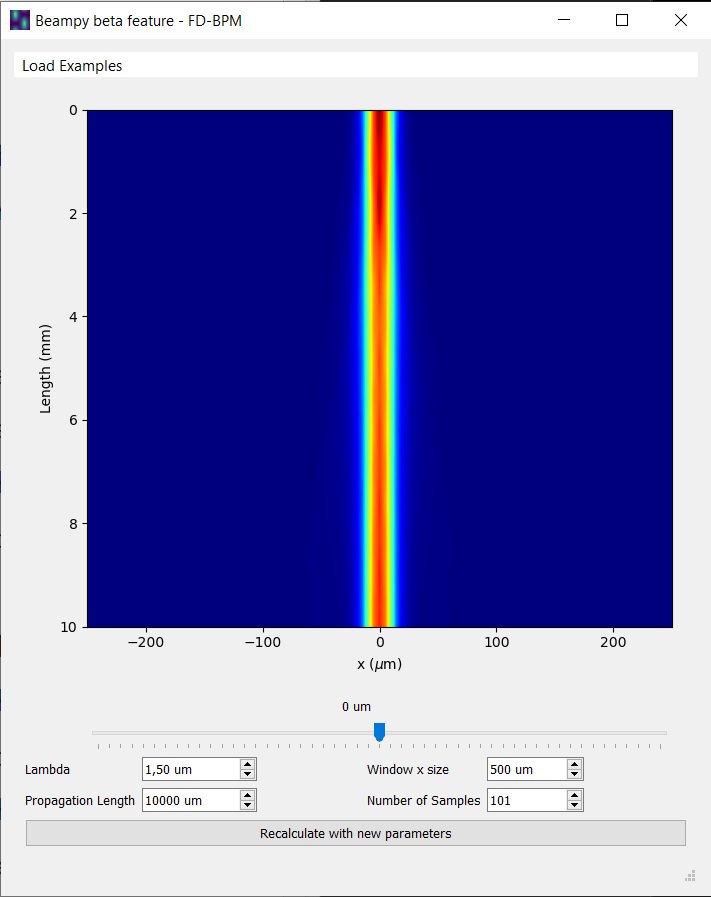 Beampy beta feature - FD-BPM
Load Examples
0
2
4
6
8
10
Length (mm)
−200 −100 0 100 200
x (μm)
0 um
Lambda 1,50 um Window x size 500 um
Propagation Length 10000 um Number of Samples 101
Recalculate with new parameters